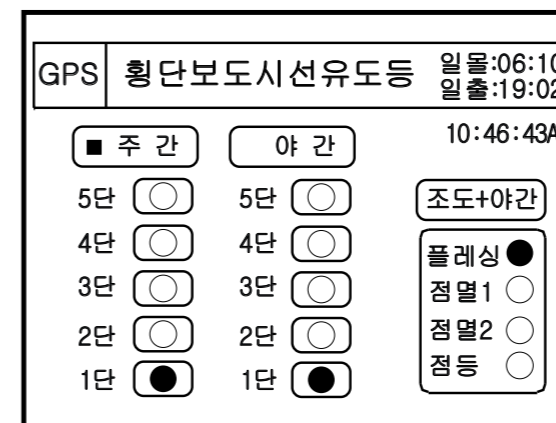 GPS 횡단보도시선유도등 일몰:06:10
일출:19:02
10:46:43A
■ 주 간 야 간
5단 5단 조도+야간
4단 4단 플레싱
3단 3단 점멸1
2단 2단 점멸2
1단 1단 점등